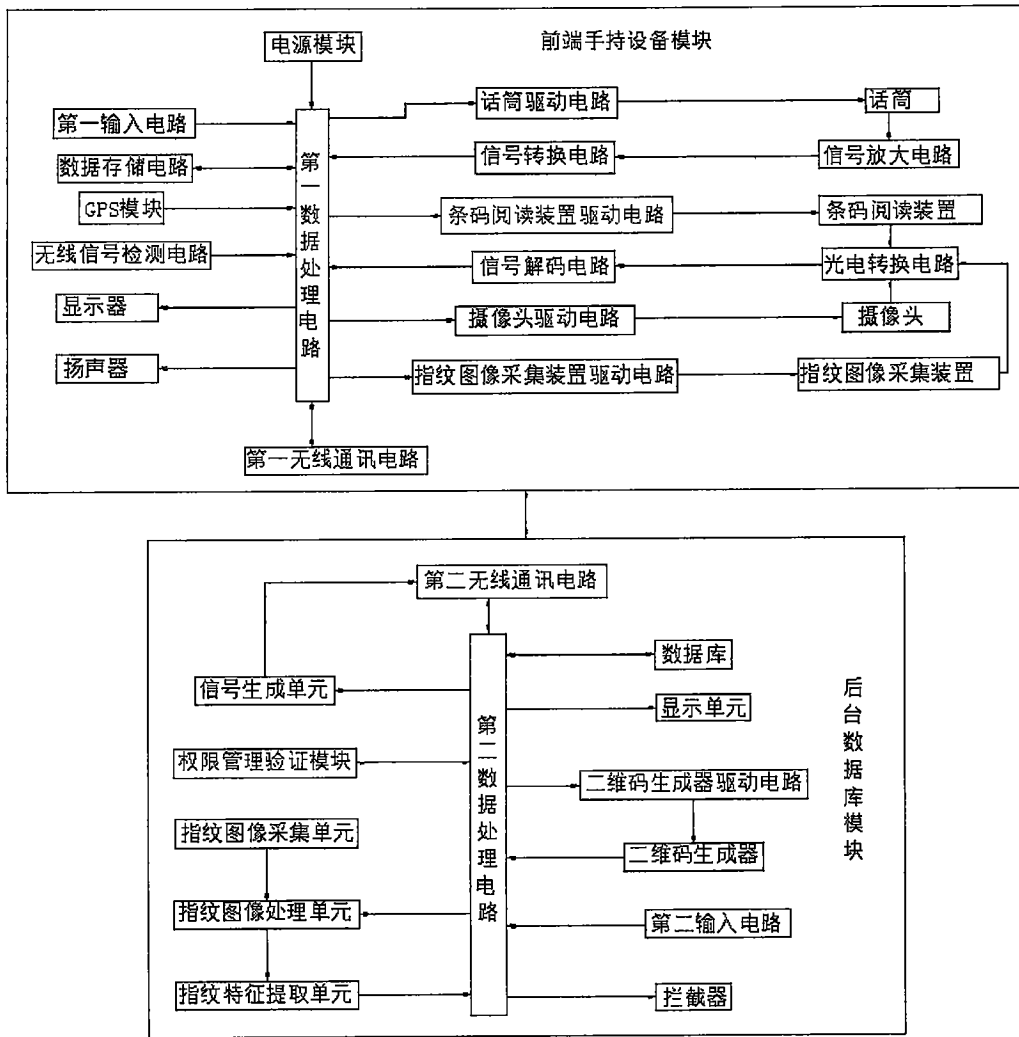 电源模块
前端手持设备模块
话筒驱动电路
话筒
第一输入电路
信号转换电路
信号放大电路
数据存储电路
第一数据处理电路
GPS模块
条码阅读装置驱动电路
条码阅读装置
无线信号检测电路
信号解码电路
光电转换电路
显示器
摄像头驱动电路
摄像头
扬声器
指纹图像采集装置驱动电路
指纹图像采集装置
第一无线通讯电路
第二无线通讯电路
数据库
信号生成单元
显示单元
后台数据库模块
第二数据处理电路
权限管理验证模块
二维码生成器驱动电路
指纹图像采集单元
二维码生成器
指纹图像处理单元
第二输入电路
指纹特征提取单元
拦截器